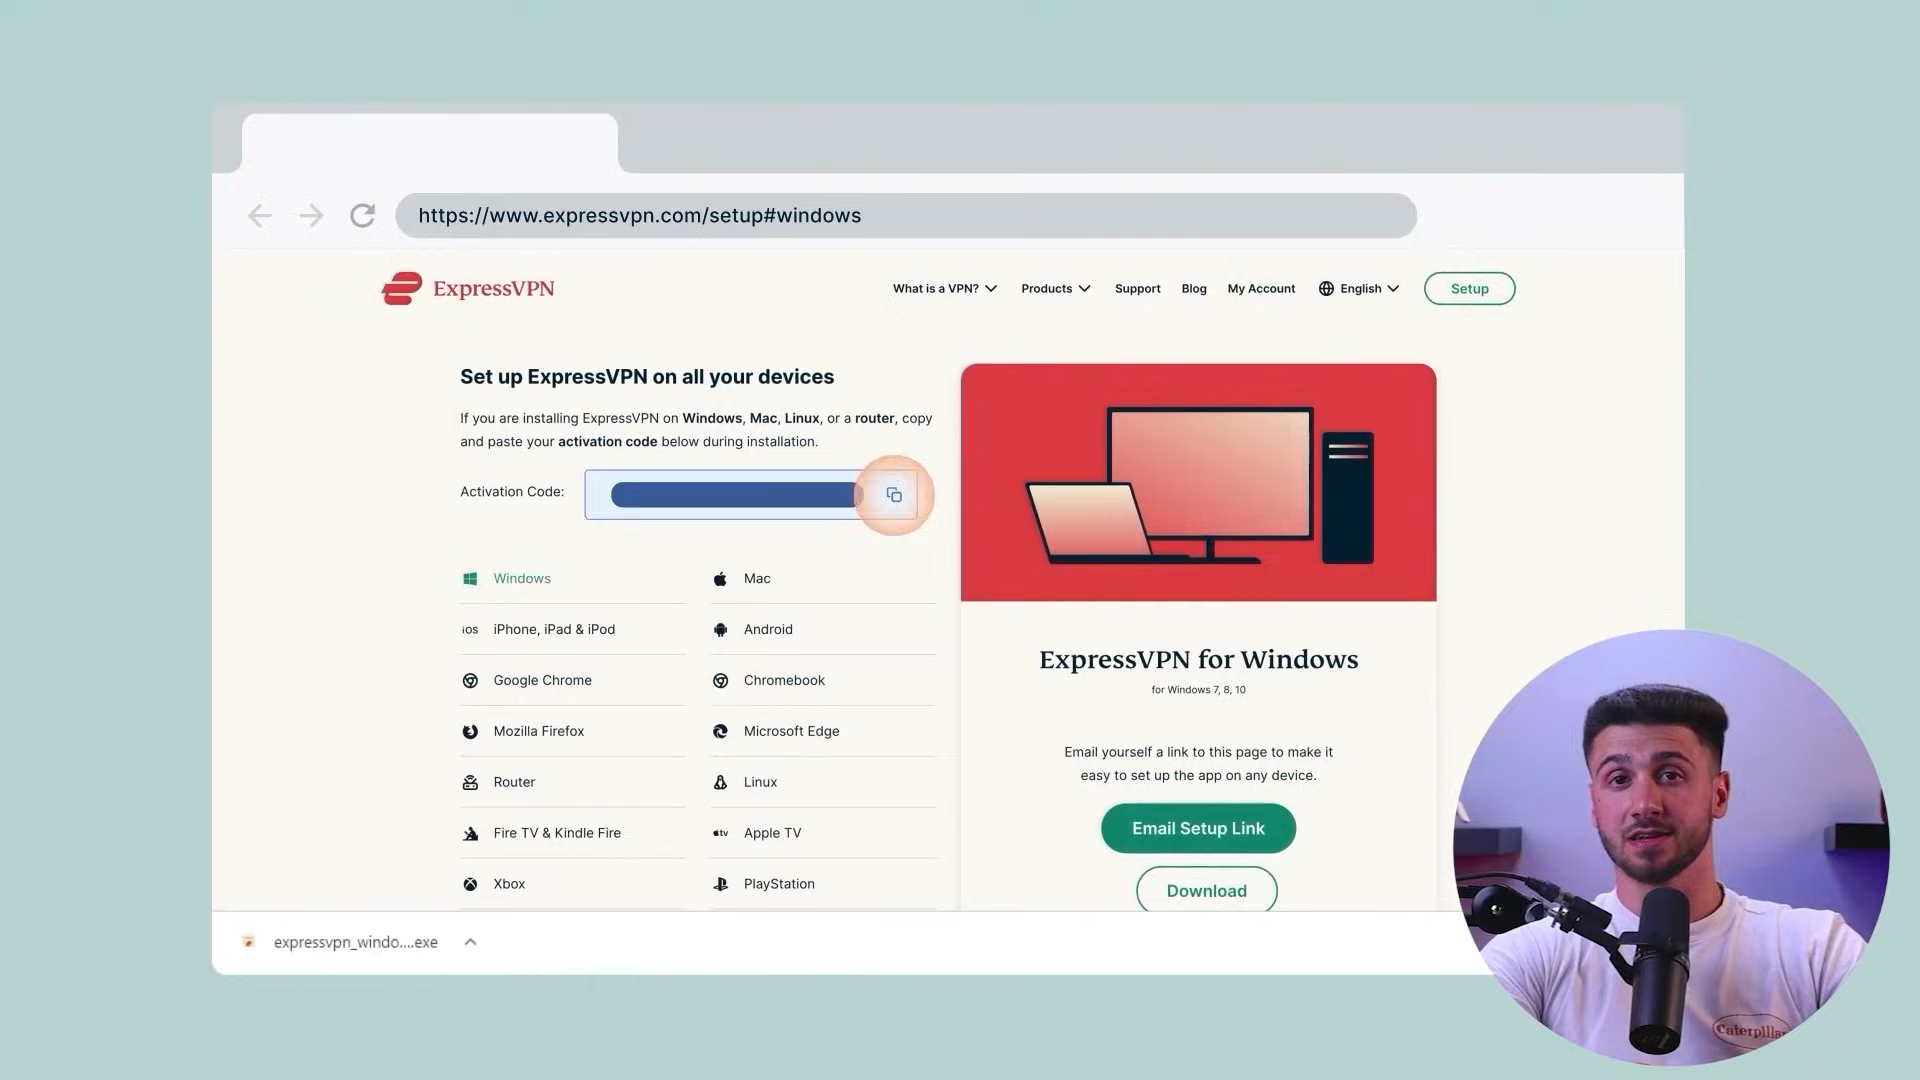 https://www.expressvpn.com/setup#windows
ExpressVPN
What is a VPN? Products Support Blog My Account English Setup
Set up ExpressVPN on all your devices
If you are installing ExpressVPN on Windows, Mac, Linux, or a router, copy
and paste your activation code below during installation.
Activation Code:
Windows
Mac
iOS iPhone, iPad & iPod
Android
Google Chrome
Chromebook
Mozilla Firefox
Microsoft Edge
Router
Linux
Fire TV & Kindle Fire
tv Apple TV
Xbox
PlayStation
ExpressVPN for Windows
for Windows 7, 8, 10
Email yourself a link to this page to make it
easy to set up the app on any device.
Email Setup Link
Download
expressvpn_windo....exe
Caterpillar